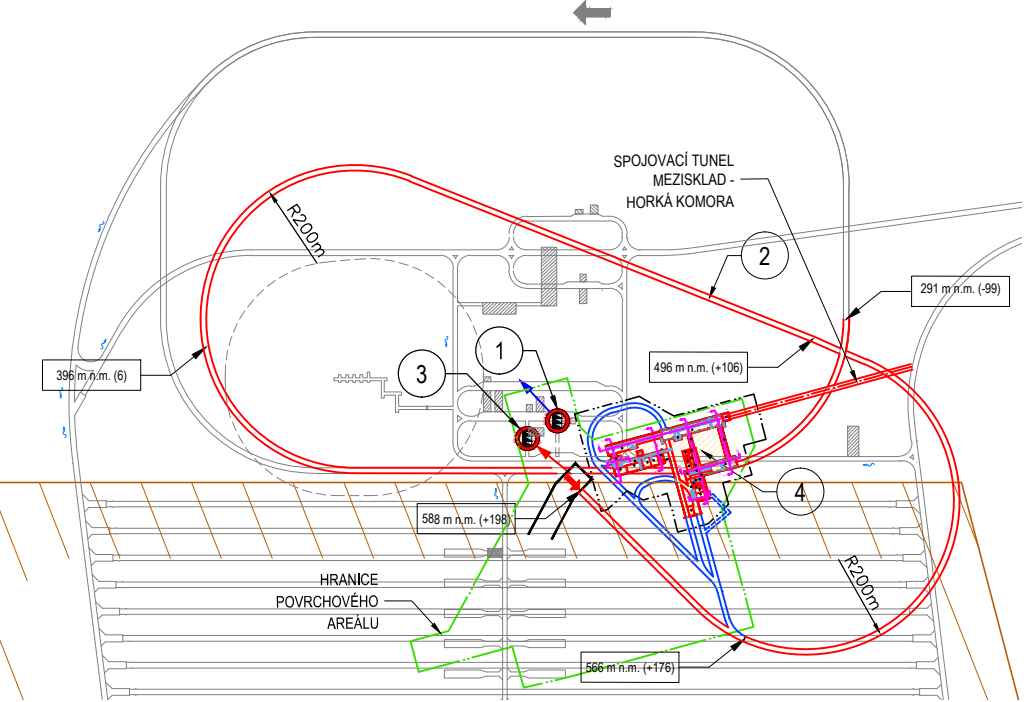 SPOJOVACÍ TUNEL
MEZISKLAD -
HORKÁ KOMORA
R200m
2
291 m n.m. (-99)
1
3
496 m n.m. (+106)
396 m n.m. (6)
4
588 m n.m. (+198)
HRANICE
POVRCHOVÉHO
AREÁLU
R200m
566 m n.m. (+176)